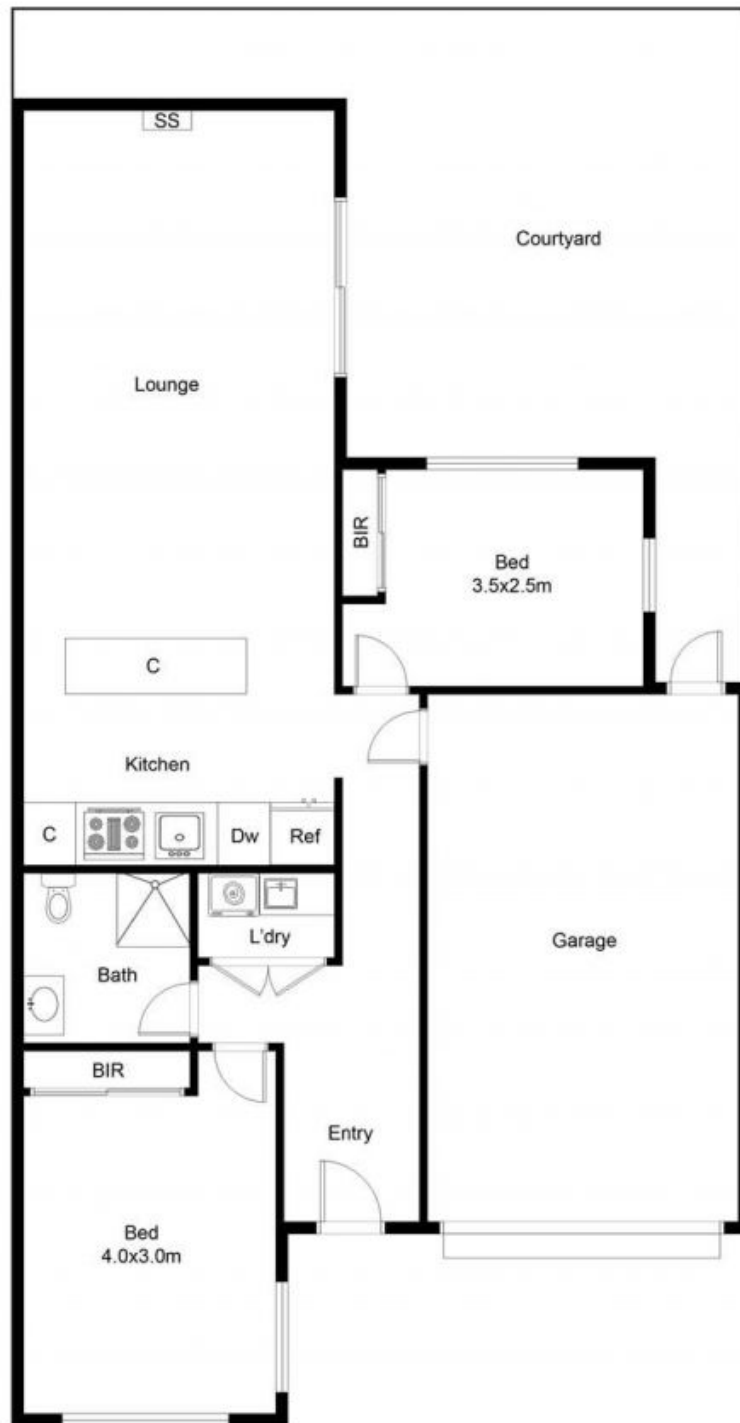 SS
Courtyard
Lounge
BIR
Bed
3.5x2.5m
C
Kitchen
C
Dw
Ref
L'dry
Garage
Bath
BIR
Entry
Bed
4.0x3.0m